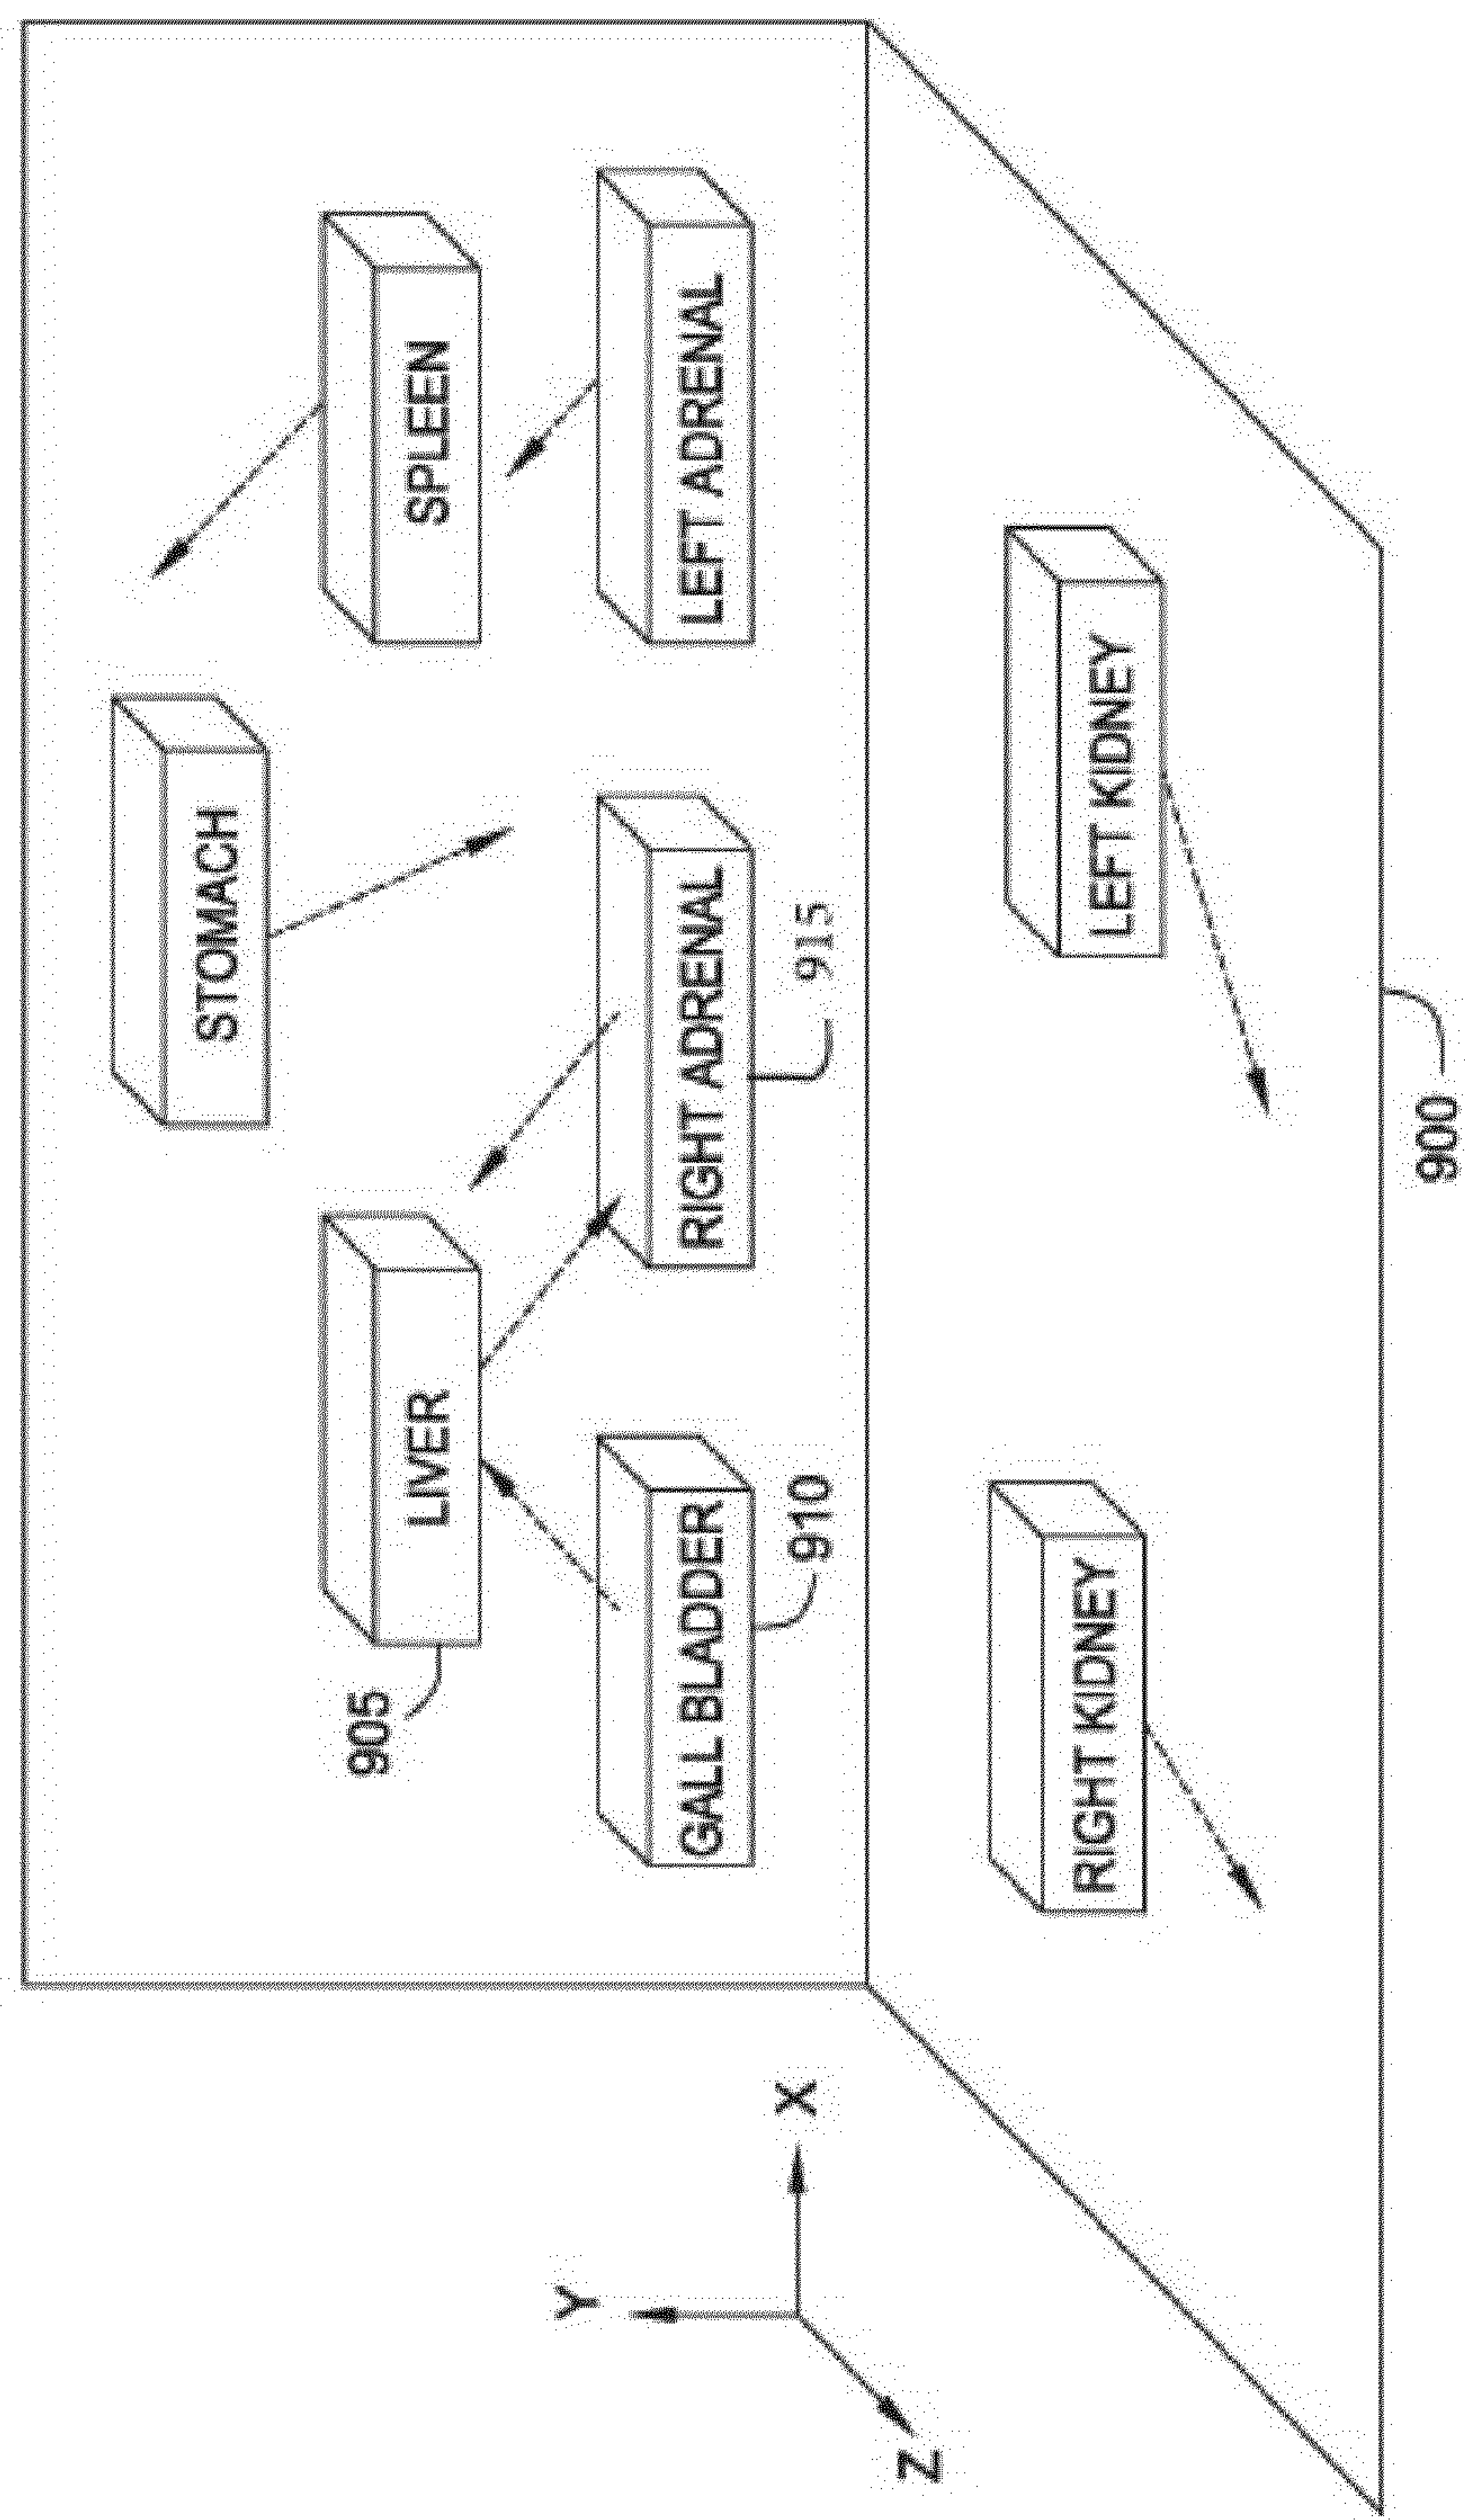 STOMACH
905
LIVER
SPLEEN
GALL BLADDER
RIGHT ADRENAL
LEFT ADRENAL
910
915
Y
X
Z
RIGHT KIDNEY
LEFT KIDNEY
900